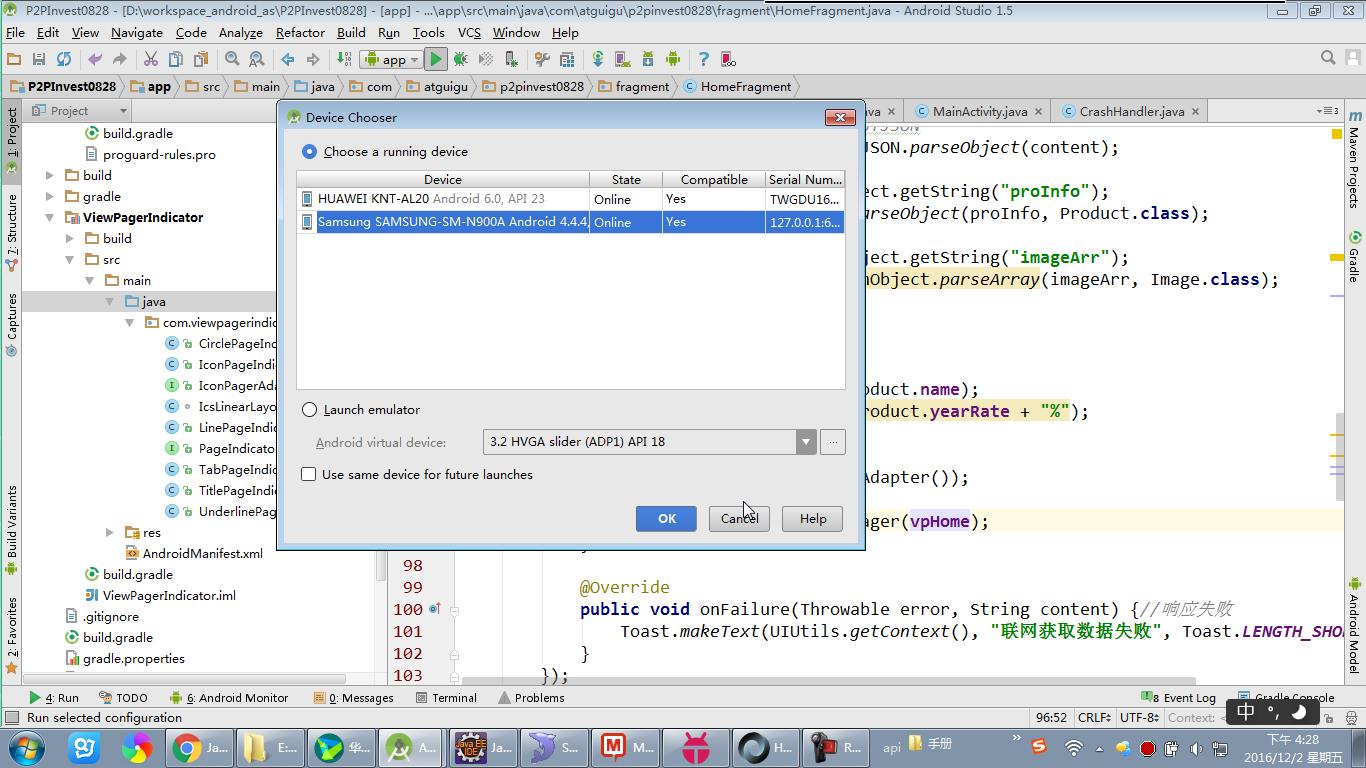 P2PInvest0828 - [D:\workspace_android_as\P2PInvest0828] - [app] - ...\app\src\main\java\com\atguigu\p2pinvest0828\fragment\HomeFragment.java - Android Studio 1.5
File Edit View Navigate Code Analyze Refactor Build Run Tools VCS Window Help
app
P2PInvest0828 app src main java com atguigu p2pinvest0828 fragment HomeFragment
Project
MainActivity.java
CrashHandler.java
1: Project
7: Structure
Captures
Build Variants
2: Favorites
build.gradle
proguard-rules.pro
build
gradle
ViewPagerIndicator
build
src
main
java
com.viewpagerindic
CirclePageInd
IconPageIndi
IconPagerAda
IcsLinearLayo
LinePageIndic
PageIndicato
TabPageIndic
TitlePageIndi
UnderlinePag
res
AndroidManifest.xml
build.gradle
ViewPagerIndicator.iml
.gitignore
build.gradle
gradle.properties
Device Chooser
Choose a running device
Device State Compatible Serial Num...
HUAWEI KNT-AL20 Android 6.0, API 23 Online Yes TWGDU16...
Samsung SAMSUNG-SM-N900A Android 4.4.4, Online Yes 127.0.0.1:6...
Launch emulator
Android virtual device: 3.2 HVGA slider (ADP1) API 18 ...
Use same device for future launches
OK Cancel Help
JSON.parseObject(content);
ect.getString("proInfo");
arseObject(proInfo, Product.class);
ject.getString("imageArr");
nObject.parseArray(imageArr, Image.class);
oduct.name);
roduct.yearRate + "%");
Adapter());
ager(vpHome);
98 }
99 @Override
100 public void onFailure(Throwable error, String content) {//响应失败
101 Toast.makeText(UIUtils.getContext(), "联网获取数据失败", Toast.LENGTH_SHO
102 }
103 });
Maven Projects
Gradle
Android Model
4: Run TODO 6: Android Monitor 0: Messages Terminal Problems 8 Event Log Gradle Console
Run selected configuration 96:52 CRLF UTF-8 Context:
中 °,
Ja... E:... 华... A... Ja... S... M... H... R... api 手册
下午 4:28
2016/12/2 星期五